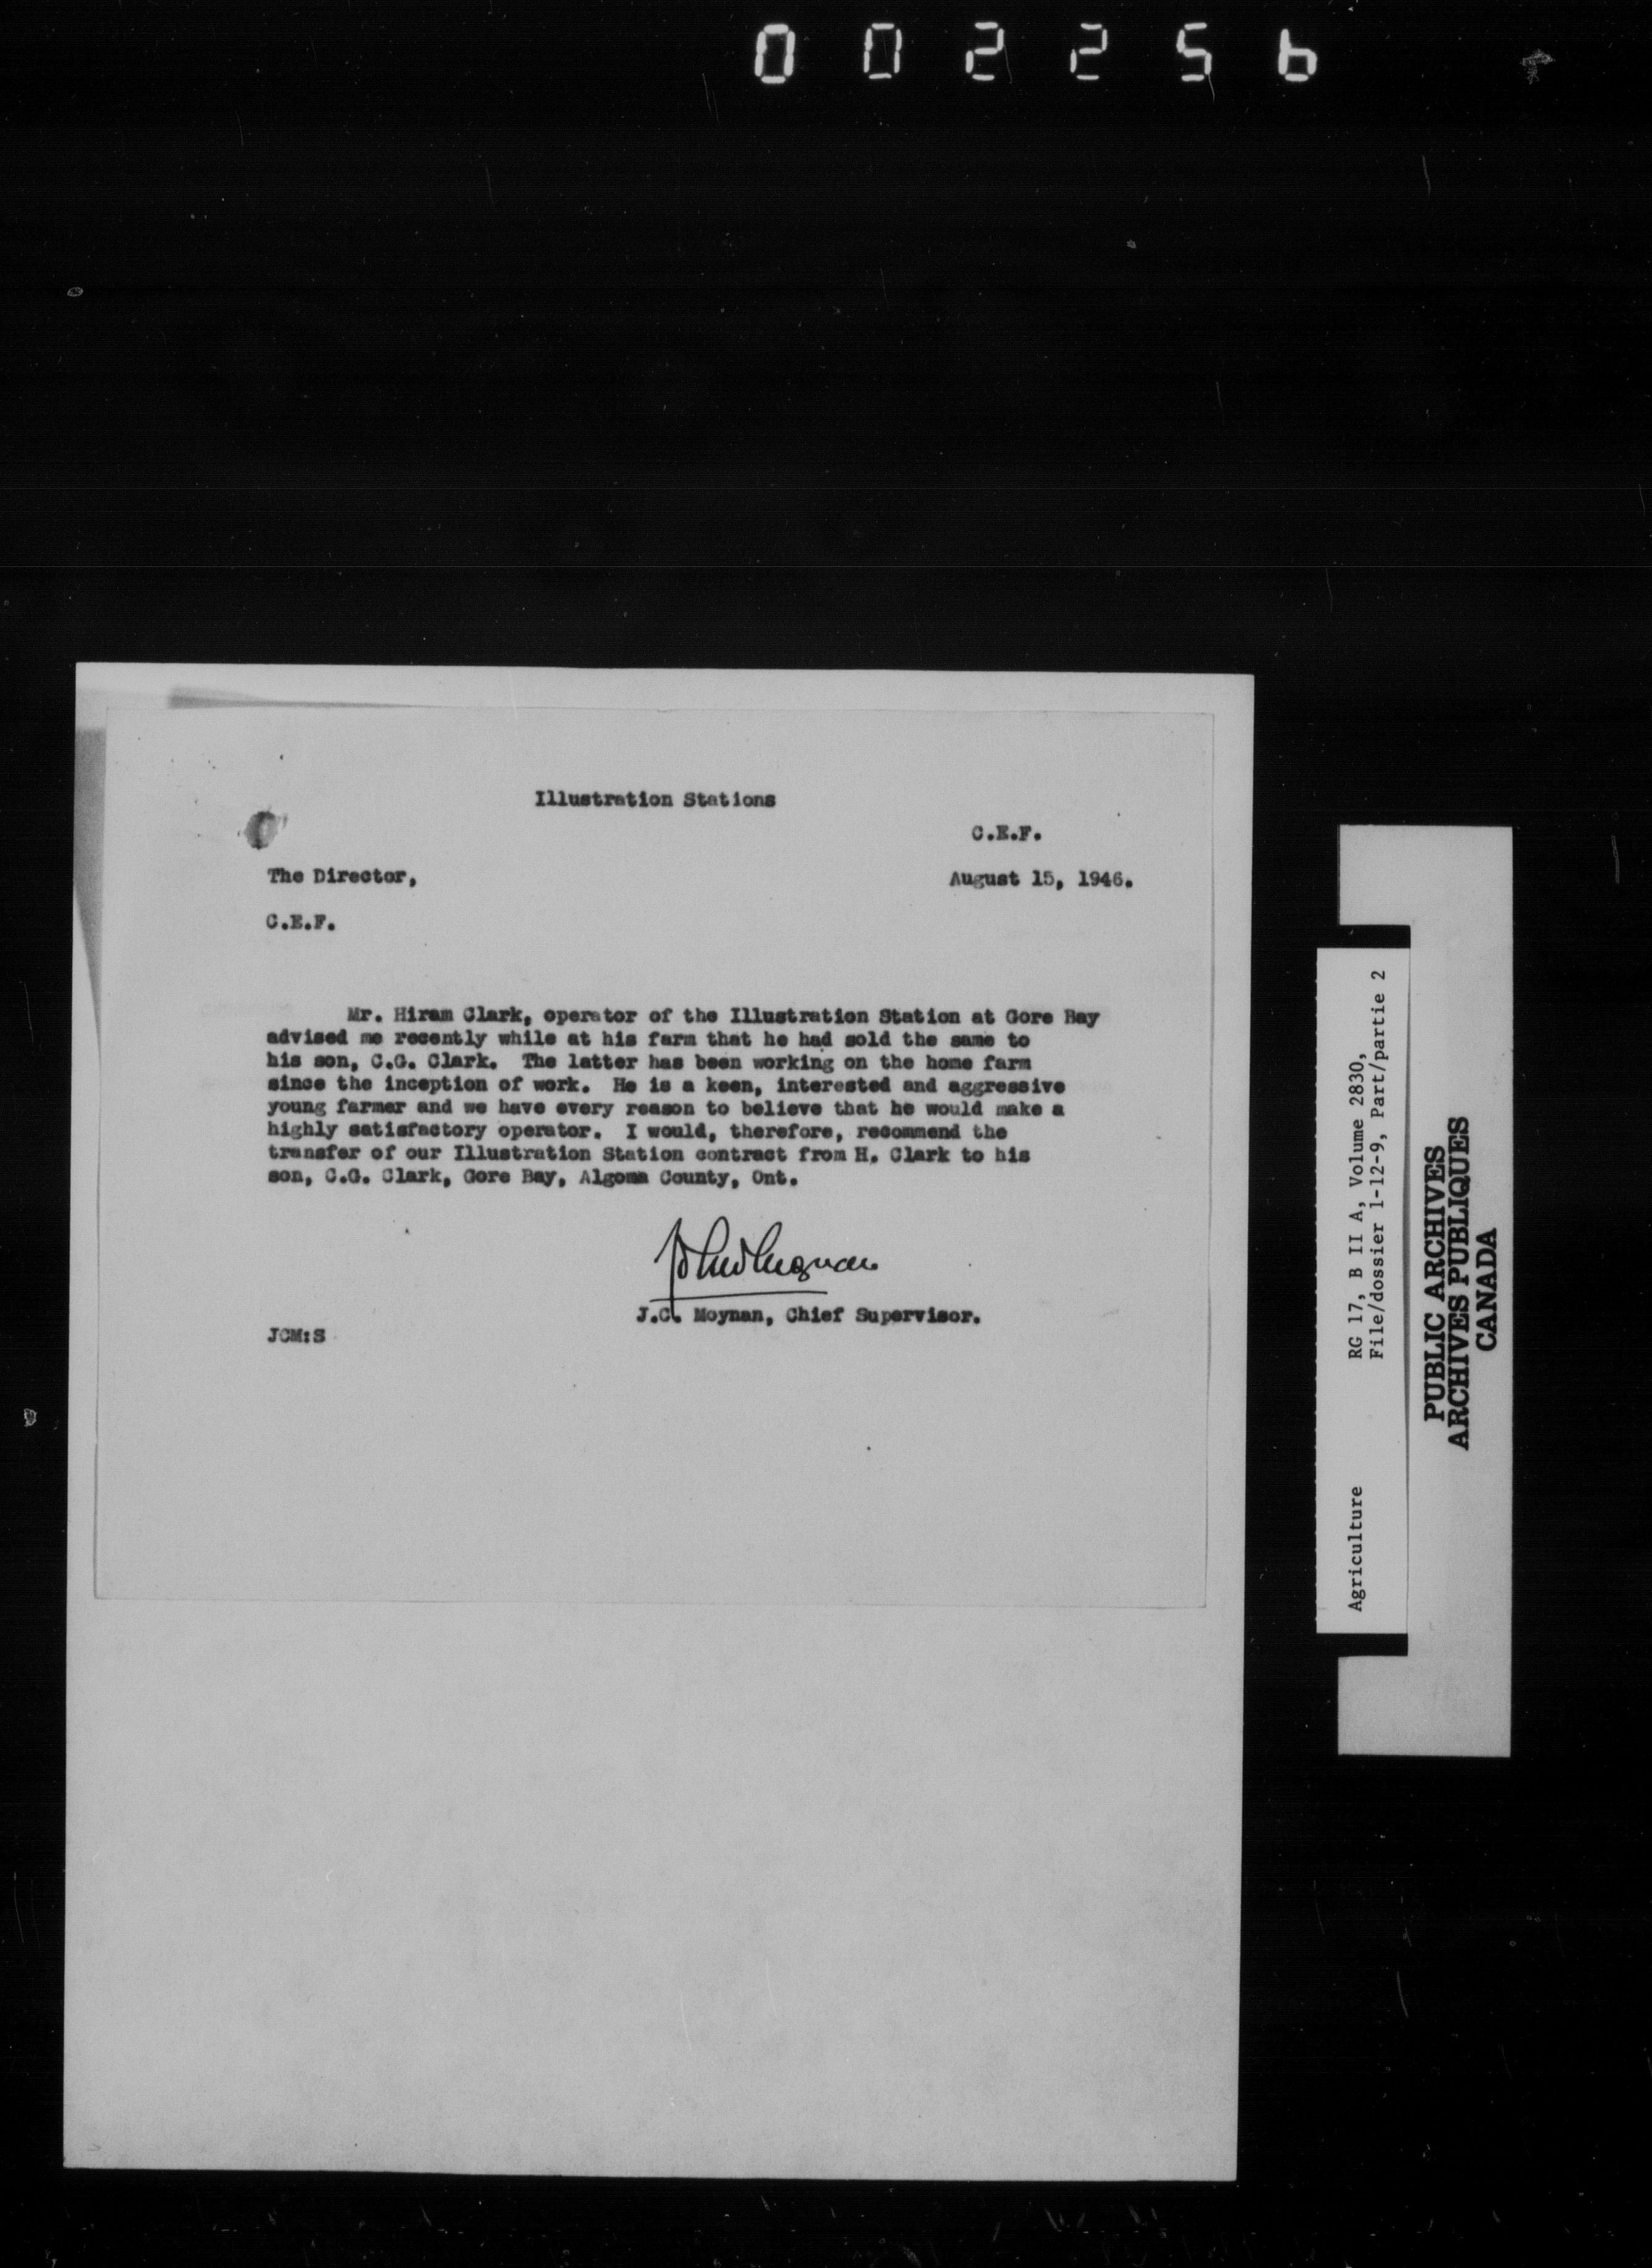 002256
Illustration Stations
C.E.F.
The Director,
August 15, 1946.
C.E.F.
Mr. Hiram Clark, operator of the Illustration Station at Gore Bay
advised me recently while at his farm that he had sold the same to
his son, C.G. Clark. The latter has been working on the home farm
since the inception of work. He is a keen, interested and aggressive
young farmer and we have every reason to believe that he would make a
highly satisfactory operator. I would, therefore, recommend the
transfer of our Illustration Station contract from H. Clark to his
son, C.G. Clark, Gore Bay, Algoma County, Ont.
J.C. Moynan, Chief Supervisor.
JCM:S
Agriculture RG 17, B II A, Volume 2830,
File/dossier 1-12-9, Part/partie 2
PUBLIC ARCHIVES
ARCHIVES PUBLIQUES
CANADA